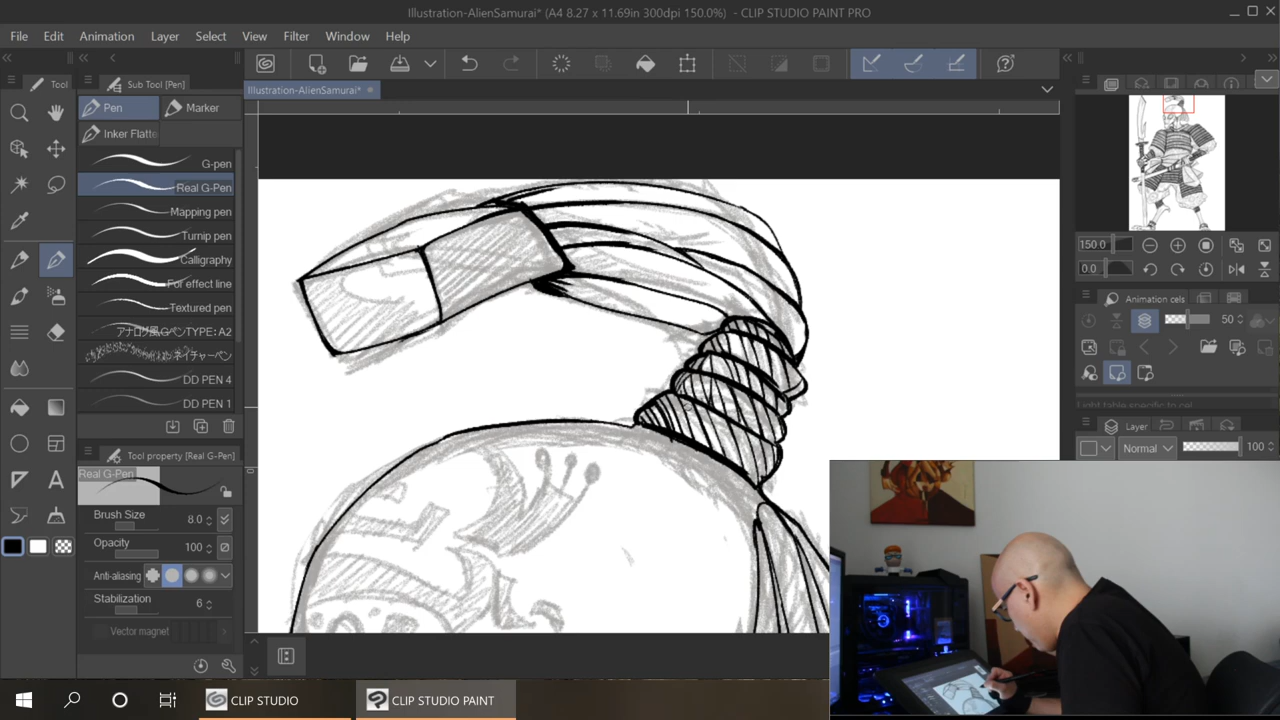 Illustration-AlienSamurai* (A4 8.27 x 11.69in 300dpi 150.0%) - CLIP STUDIO PAINT PRO
File Edit Animation Layer Select View Filter Window Help
Tool
Sub Tool [Pen]
Illustration-AlienSamurai*
Pen
Marker
Inker Flatte
G-pen
Real G-Pen
Mapping pen
Turnip pen
Calligraphy
For effect line
Textured pen
アナログ風GペンTYPE: A2
DD PEN 4
DD PEN 1
Tool property [Real G-Pen]
Real G-Pen
Brush Size 8.0
Opacity 100
Anti-aliasing
Stabilization 6
Vector magnet
150.0
0.0
Animation cels
50
Light table specific to cel
Layer
Normal 100
CLIP STUDIO
CLIP STUDIO PAINT